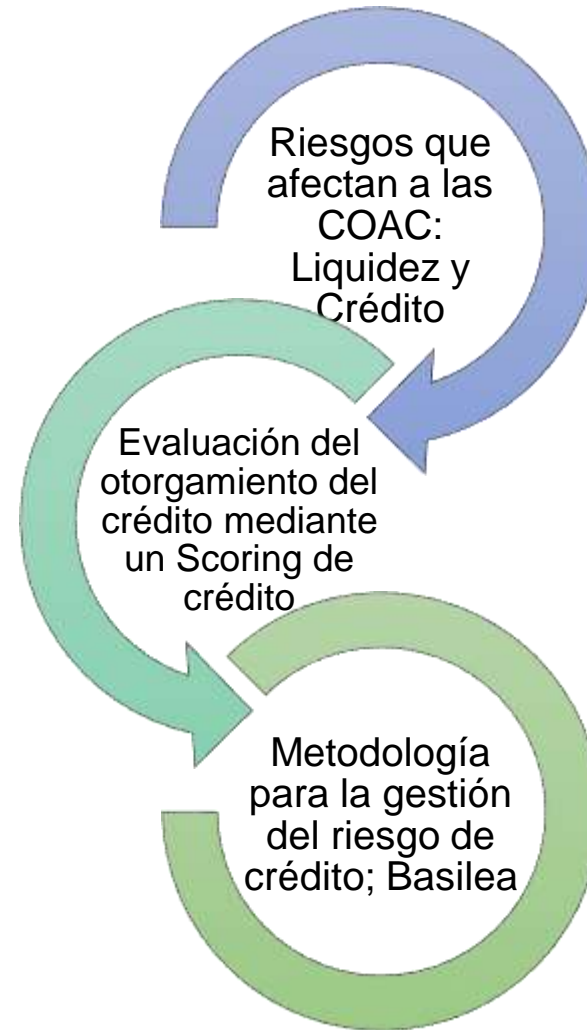 Riesgos que
afectan a las
COAC:
Liquidez y
Crédito
Evaluación del
otorgamiento del
crédito mediante
un Scoring de
crédito
Metodología
para la gestión
del riesgo de
crédito; Basilea